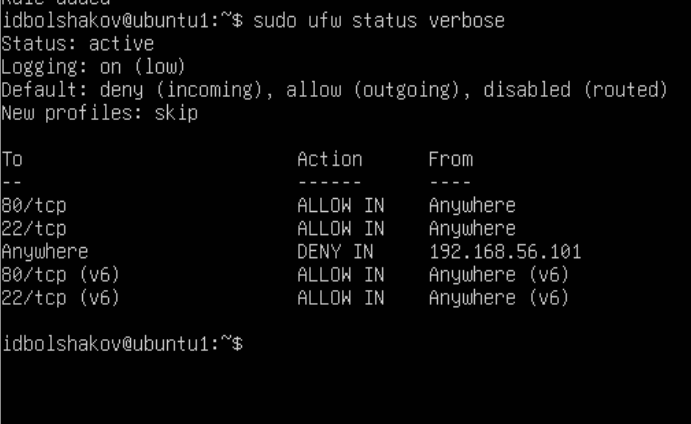 Rule added
idbolshakov@ubuntu1:~$ sudo ufw status verbose
Status: active
Logging: on (low)
Default: deny (incoming), allow (outgoing), disabled (routed)
New profiles: skip
To Action From
-- ------ ----
80/tcp ALLOW IN Anywhere
22/tcp ALLOW IN Anywhere
Anywhere DENY IN 192.168.56.101
80/tcp (v6) ALLOW IN Anywhere (v6)
22/tcp (v6) ALLOW IN Anywhere (v6)
idbolshakov@ubuntu1:~$